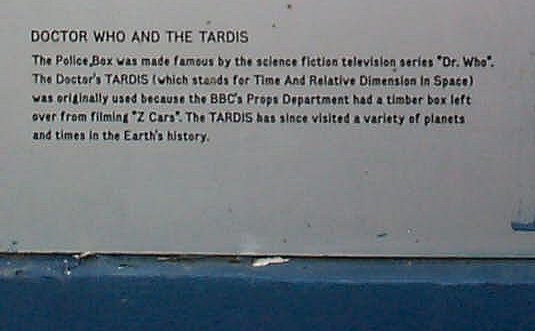 DOCTOR WHO AND THE TARDIS
The Police Box was made famous by the science fiction television series "Dr. Who".
The Doctor's TARDIS (which stands for Time And Relative Dimension In Space)
was originally used because the BBC's Props Department had a timber box left
over from filming "Z Cars". The TARDIS has since visited a variety of planets
and times in the Earth's history.